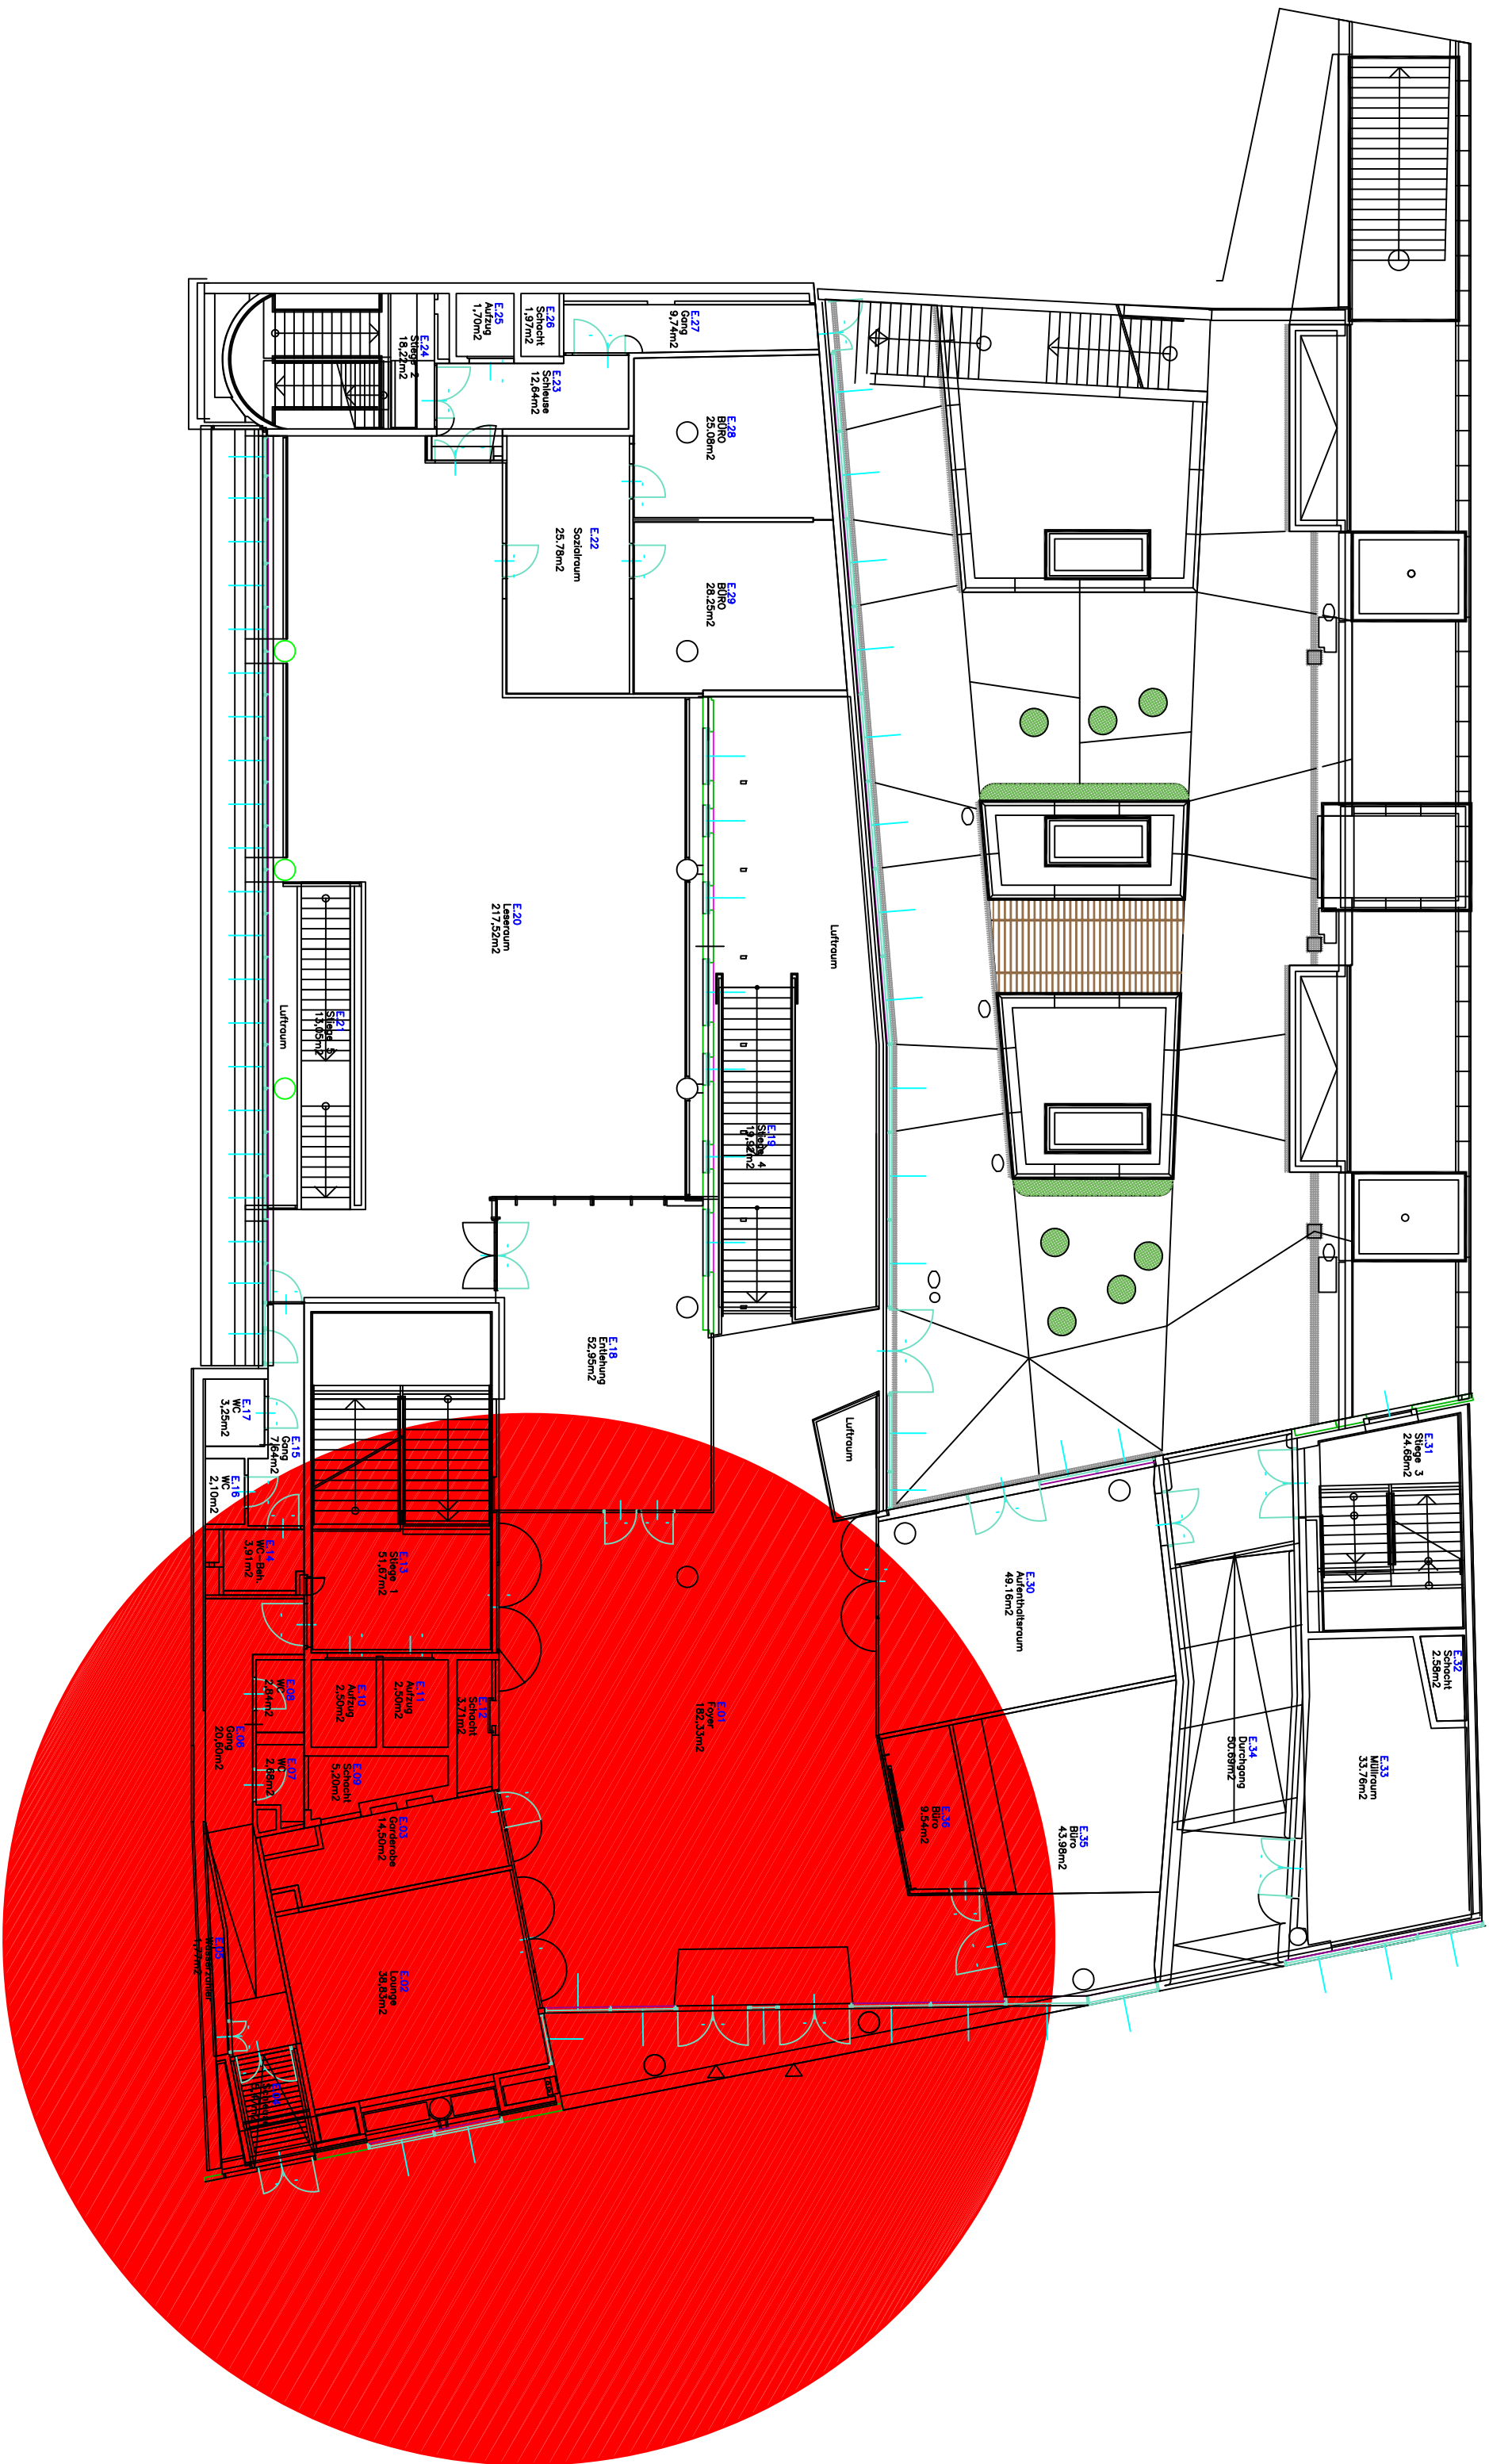 E.01
Foyer
182,33m2
E.02
Lounge
38,83m2
E.03
Garderobe
14,50m2
E.05
Wasserzähler
E.06
Gang
20,60m2
E.07
WC
2,68m2
E.08
WC
2,84m2
E.09
Schacht
5,20m2
E.10
Aufzug
2,50m2
E.11
Aufzug
2,50m2
E.12
Schacht
3,71m2
E.13
Stiege 1
51,67m2
E.14
WC-Beh.
3,91m2
E.15
Gang
7,64m2
E.16
WC
2,10m2
E.17
WC
3,25m2
E.18
Entlehung
52,95m2
E.19
Stiege 4
19,92m2
E.20
Leseraum
217,52m2
E.21
Stiege 5
13,05m2
Luftraum
Luftraum
Luftraum
E.22
Sozialraum
25.78m2
E.23
Schleuse
12,64m2
E.24
Stiege 2
18,22m2
E.25
Aufzug
1,70m2
E.26
Schacht
1,97m2
E.27
Gang
9,74m2
E.28
BÜRO
25.08m2
E.29
BÜRO
28.25m2
E.30
Aufenthaltsraum
49.16m2
E.31
Stiege 3
24.68m2
E.32
Schacht
2.58m2
E.33
Müllraum
33.76m2
E.34
Durchgang
50.69m2
E.35
Büro
43.98m2
E.36
Büro
9.54m2